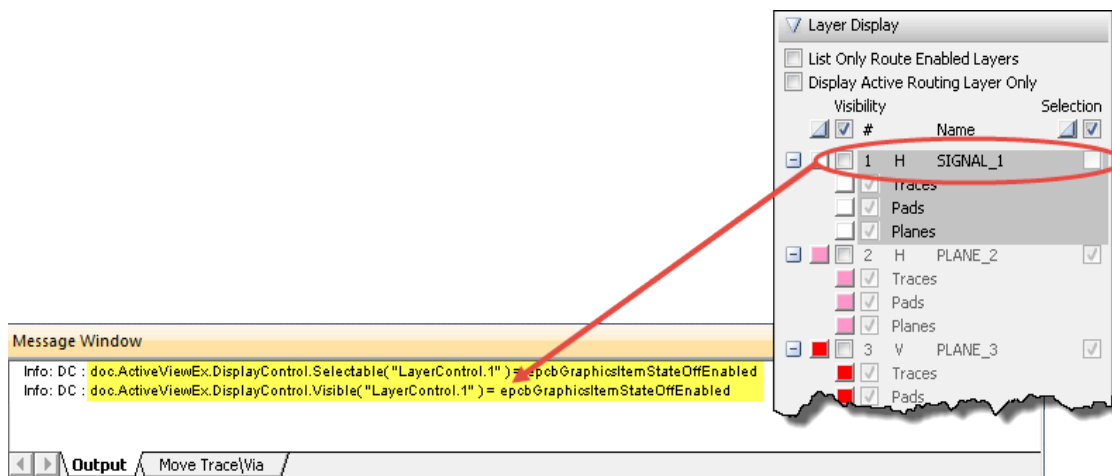 Layer Display
List Only Route Enabled Layers
Display Active Routing Layer Only
Visibility Selection
# Name
1 H SIGNAL_1
Traces
Pads
Planes
2 H PLANE_2
Traces
Pads
Planes
3 V PLANE_3
Traces
Pads
Message Window
Info: DC : doc.ActiveViewEx.DisplayControl.Selectable("LayerControl.1") = epcbGraphicsItemStateOffEnabled
Info: DC : doc.ActiveViewEx.DisplayControl.Visible("LayerControl.1") = epcbGraphicsItemStateOffEnabled
Output Move Trace\Via